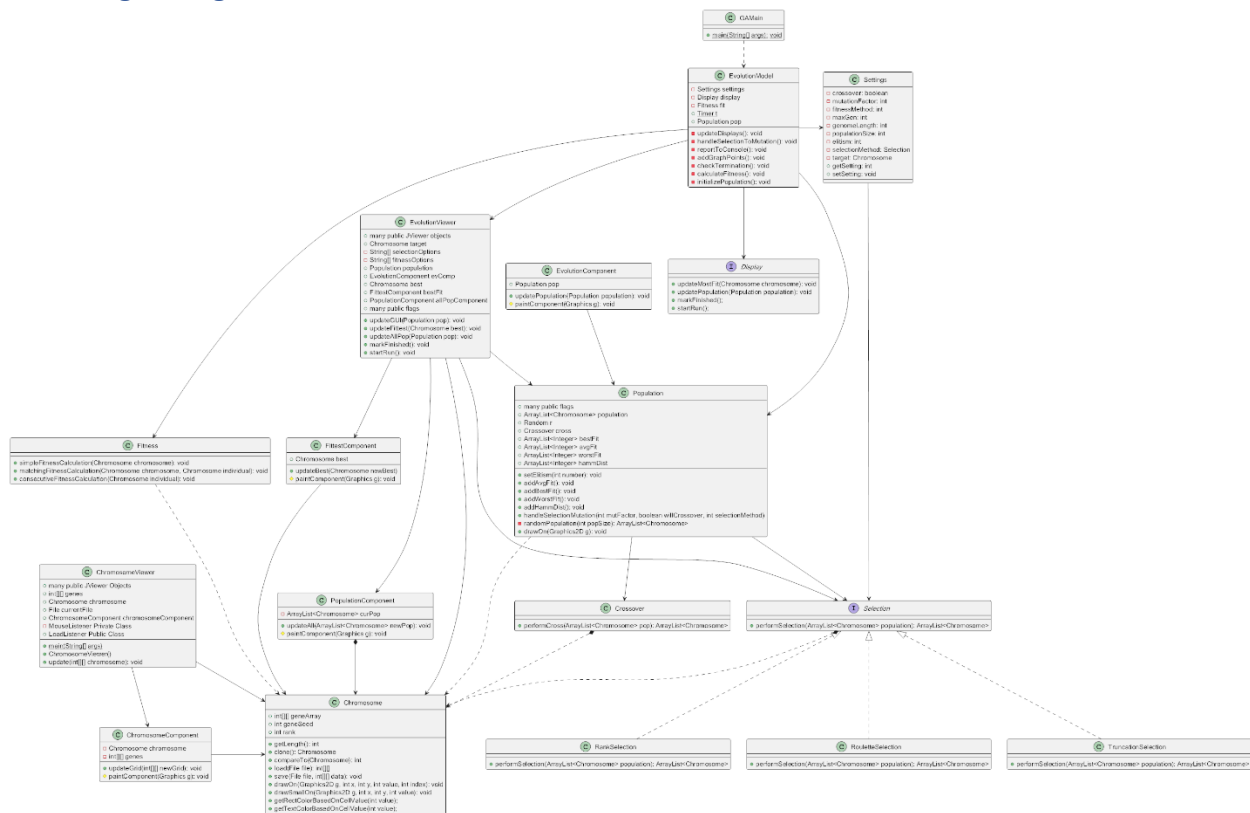 C GAMain
main(String[] args): void
C EvolutionModel
Settings settings
Display display
Fitness fit
Timer t
Population pop
updateDisplays(): void
handleSelectionToMutation(): void
reportToConsole(): void
addGraphPoints(): void
checkTermination(): void
calculateFitness(): void
initializePopulation(): void
C Settings
crossover: boolean
mutationFactor: int
fitnessMethod: int
maxGen: int
genomeLength: int
populationSize: int
elitism: int
selectionMethod: Selection
target: Chromosome
getSetting: int
setSetting: void
C EvolutionViewer
many public JViewer objects
Chromosome target
String[] selectionOptions
String[] fitnessOptions
Population population
EvolutionComponent evComp
Chromosome best
FittestComponent bestFit
PopulationComponent allPopComponent
many public flags
updateGUI(Population pop): void
updateFittest(Chromosome best): void
updateAllPop(Population pop): void
markFinished(): void
startRun(): void
C EvolutionComponent
Population pop
updatePopulation(Population population): void
paintComponent(Graphics g): void
I Display
updateMostFit(Chromosome chromosome): void
updatePopulation(Population population): void
markFinished();
startRun();
C Population
many public flags
ArrayList<Chromosome> population
Random r
Crossover cross
ArrayList<Integer> bestFit
ArrayList<Integer> avgFit
ArrayList<Integer> worstFit
ArrayList<Integer> hammDist
setElitism(int number): void
addAvgFit(): void
addBestFit(): void
addWorstFit(): void
addHammDist(): void
handleSelectionMutation(int mutFactor, boolean willCrossover, int selectionMethod)
randomPopulation(int popSize): ArrayList<Chromosome>
drawOn(Graphics2D g): void
C Fitness
simpleFitnessCalculation(Chromosome chromosome): void
matchingFitnessCalculation(Chromosome chromosome, Chromosome individual): void
consecutiveFitnessCalculation(Chromosome individual): void
C FittestComponent
Chromosome best
updateBest(Chromosome newBest)
paintComponent(Graphics g): void
C ChromosomeViewer
many public JViewer Objects
int[][] genes
Chromosome chromosome
File currentFile
ChromosomeComponent chromosomeComponent
MouseListener Private Class
LoadListener Public Class
main(String[] args)
ChromosomeViewer()
update(int[][] chromosome): void
C PopulationComponent
ArrayList<Chromosome> curPop
updateAll(ArrayList<Chromosome> newPop): void
paintComponent(Graphics g): void
C Crossover
performCross(ArrayList<Chromosome> pop): ArrayList<Chromosome>
I Selection
performSelection(ArrayList<Chromosome> population): ArrayList<Chromosome>
C Chromosome
int[][] geneArray
int geneSeed
int rank
getLength(): int
clone(): Chromosome
compareTo(Chromosome): int
load(File file): int[][]
save(File file, int[][] data): void
drawOn(Graphics2D g, int x, int y, int value, int index): void
drawSmallOn(Graphics2D g, int x, int y, int value): void
getRectColorBasedOnCellValue(int value);
getTextColorBasedOnCellValue(int value);
C ChromosomeComponent
Chromosome chromosome
int[][] genes
updateGrid(int[][] newGrid): void
paintComponent(Graphics g): void
C RankSelection
performSelection(ArrayList<Chromosome> population): ArrayList<Chromosome>
C RouletteSelection
performSelection(ArrayList<Chromosome> population): ArrayList<Chromosome>
C TruncationSelection
performSelection(ArrayList<Chromosome> population): ArrayList<Chromosome>